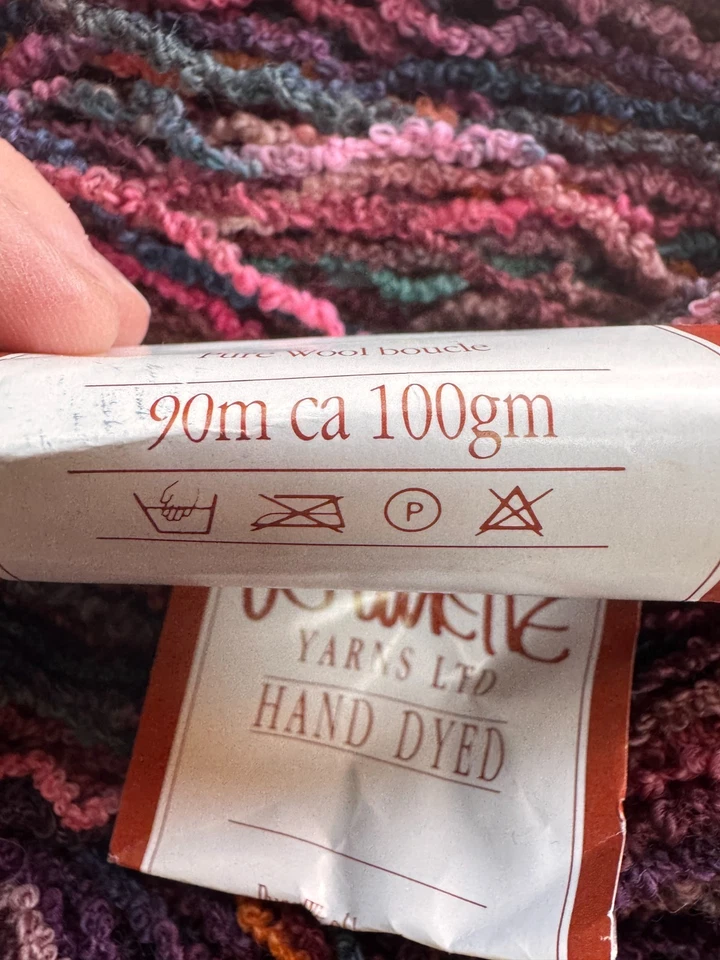 Pure Wool boucle
90m ca 100gm
P
YARNS LTD
HAND DYED